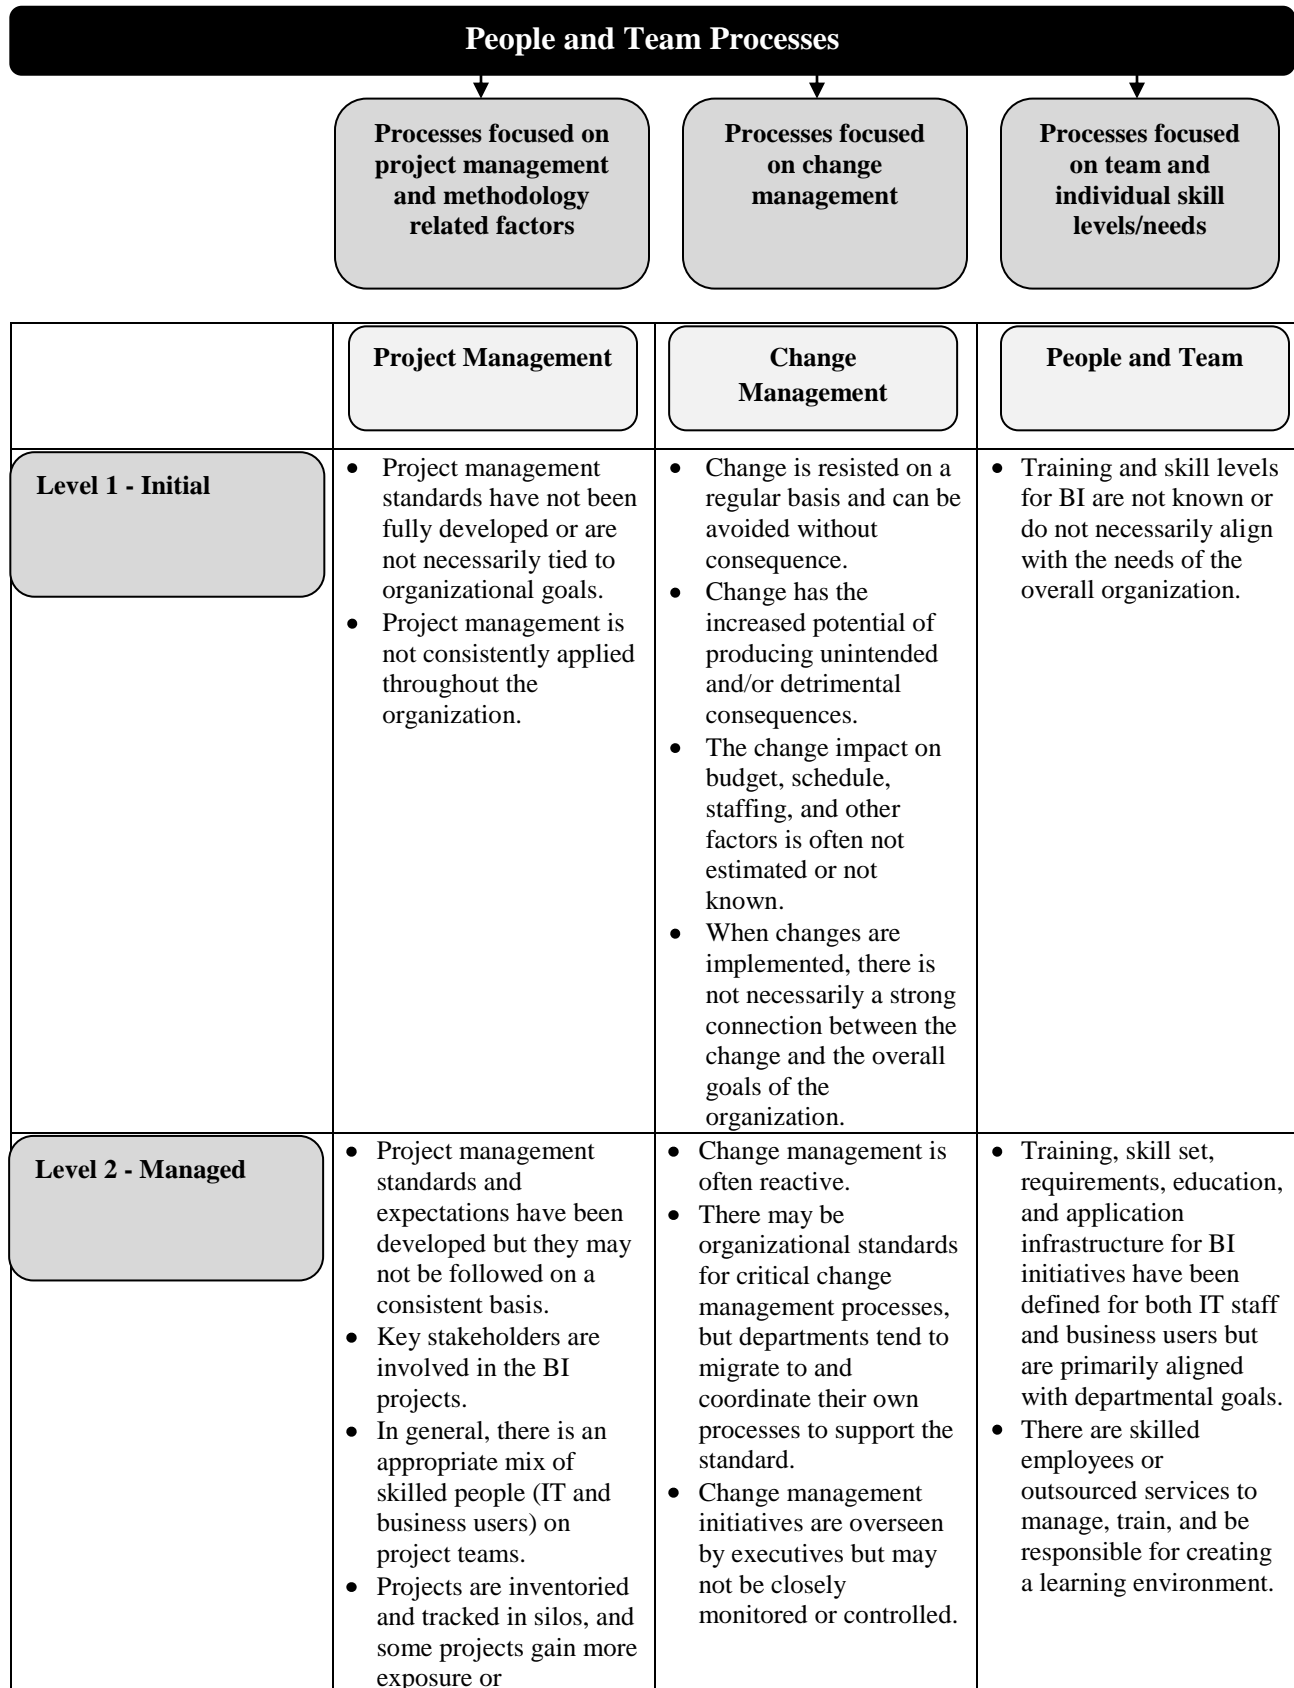 People and Team Processes
Processes focused on
project management
and methodology
related factors
Processes focused
on change
management
Processes focused
on team and
individual skill
levels/needs
Project Management
Change
Management
People and Team
Level 1 - Initial
• Project management
standards have not been
fully developed or are
not necessarily tied to
organizational goals.
• Project management is
not consistently applied
throughout the
organization.
• Change is resisted on a
regular basis and can be
avoided without
consequence.
• Change has the
increased potential of
producing unintended
and/or detrimental
consequences.
• The change impact on
budget, schedule,
staffing, and other
factors is often not
estimated or not
known.
• When changes are
implemented, there is
not necessarily a strong
connection between the
change and the overall
goals of the
organization.
• Training and skill levels
for BI are not known or
do not necessarily align
with the needs of the
overall organization.
Level 2 - Managed
• Project management
standards and
expectations have been
developed but they may
not be followed on a
consistent basis.
• Key stakeholders are
involved in the BI
projects.
• In general, there is an
appropriate mix of
skilled people (IT and
business users) on
project teams.
• Projects are inventoried
and tracked in silos, and
some projects gain more
exposure or
• Change management is
often reactive.
• There may be
organizational standards
for critical change
management processes,
but departments tend to
migrate to and
coordinate their own
processes to support the
standard.
• Change management
initiatives are overseen
by executives but may
not be closely
monitored or controlled.
• Training, skill set,
requirements, education,
and application
infrastructure for BI
initiatives have been
defined for both IT staff
and business users but
are primarily aligned
with departmental goals.
• There are skilled
employees or
outsourced services to
manage, train, and be
responsible for creating
a learning environment.